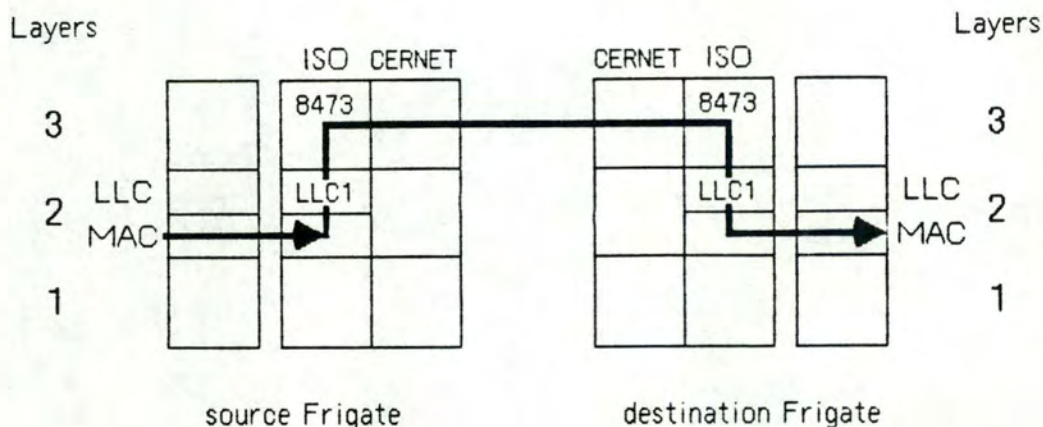 Layers Layers
ISO CERNET CERNET ISO
8473 8473
3 3
LLC LLC1 LLC1 LLC
2 2
MAC MAC
1 1
source Frigate destination Frigate